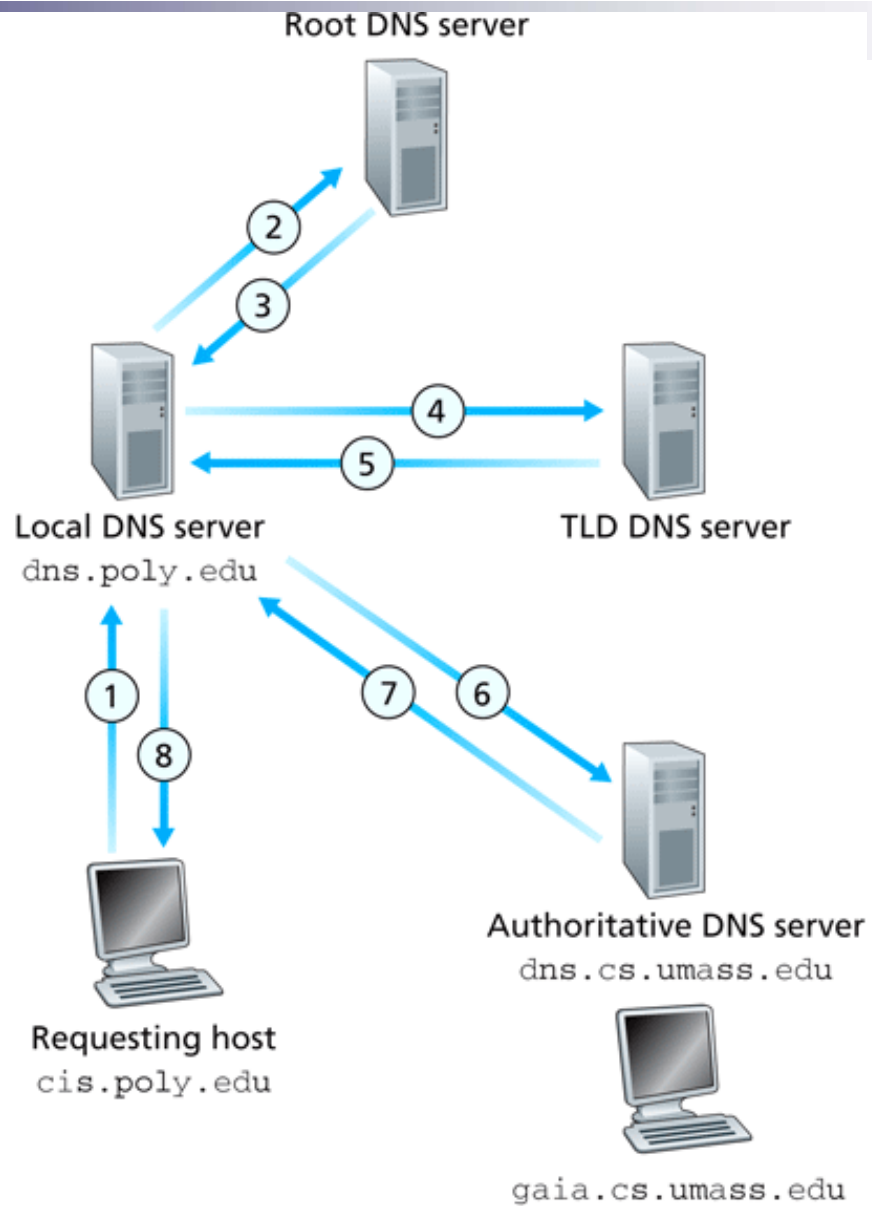 Root DNS server
2
3
4
5
Local DNS server
dns.poly.edu
TLD DNS server
1
8
7
6
Requesting host
cis.poly.edu
Authoritative DNS server
dns.cs.umass.edu
gaia.cs.umass.edu